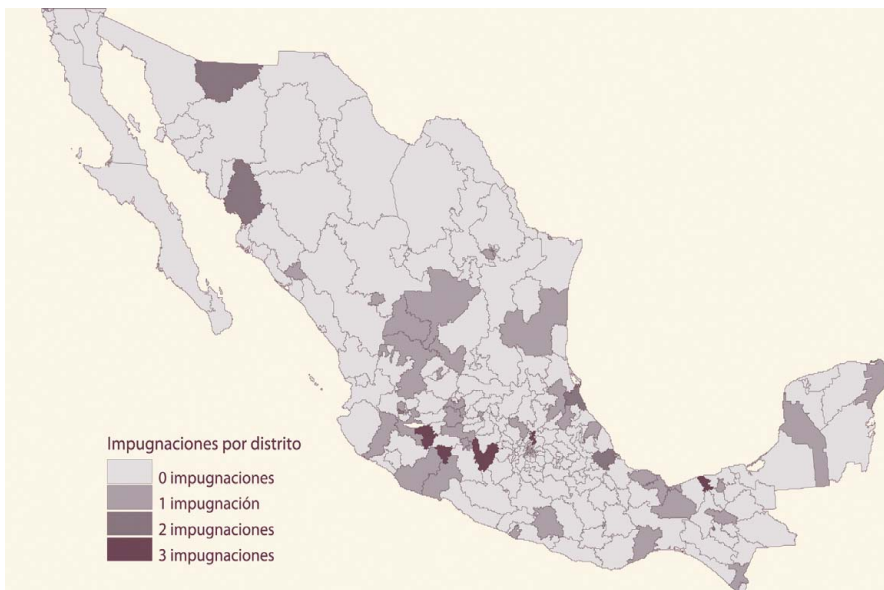 Impugnaciones por distrito
0 impugnaciones
1 impugnación
2 impugnaciones
3 impugnaciones